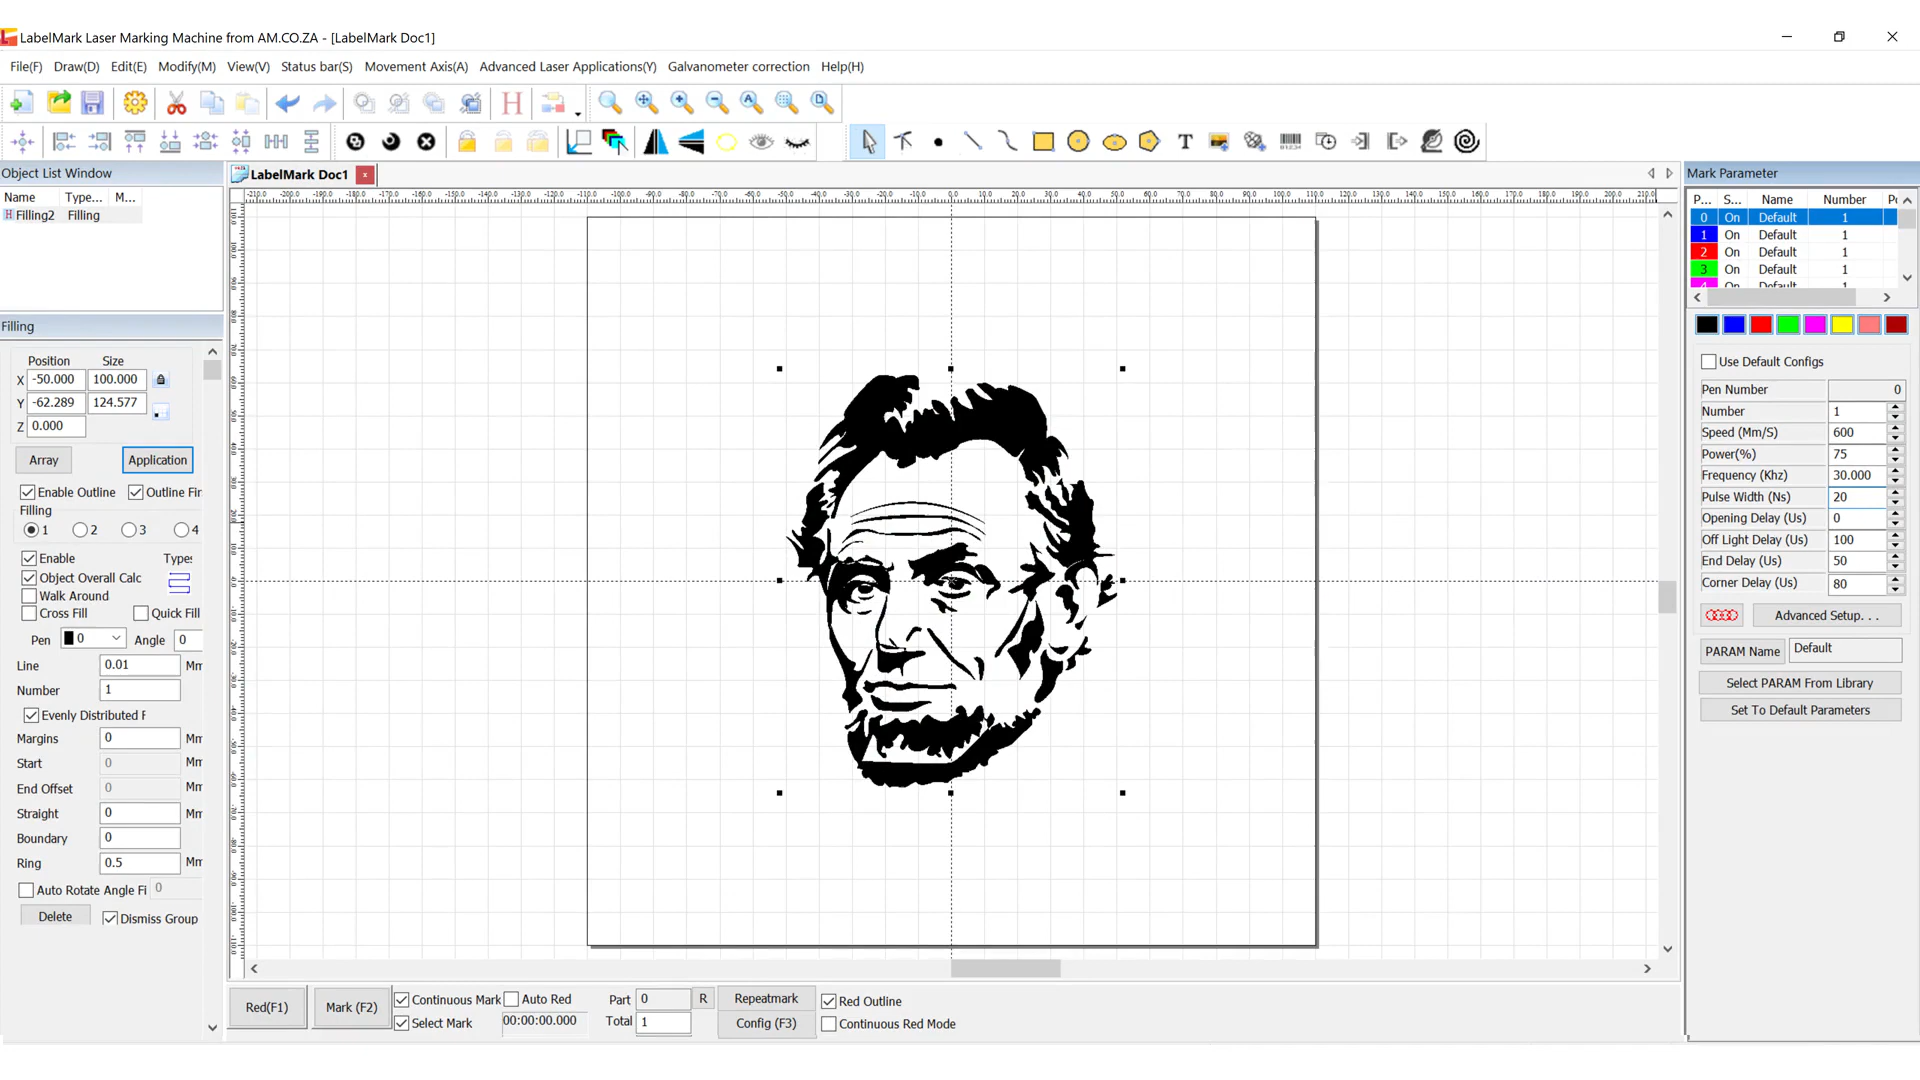 LabelMark Laser Marking Machine from AM.CO.ZA - [LabelMark Doc1]
File(F) Draw(D) Edit(E) Modify(M) View(V) Status bar(S) Movement Axis(A) Advanced Laser Applications(Y) Galvanometer correction Help(H)
Object List Window
Name Type... M...
Filling2 Filling
LabelMark Doc1
Filling
Position Size
X -50.000 100.000
Y -62.289 124.577
Z 0.000
Array Application
Enable Outline Outline Fir
Filling
1 2 3 4
Enable Types
Object Overall Calc
Walk Around
Cross Fill Quick Fill
Pen 0 Angle 0
Line 0.01 Mm
Number 1
Evenly Distributed F
Margins 0 Mm
Start 0 Mm
End Offset 0 Mm
Straight 0 Mm
Boundary 0
Ring 0.5 Mm
Auto Rotate Angle Fi 0
Delete Dismiss Group
Red(F1) Mark (F2)
Continuous Mark Auto Red Part 0 R Repeatmark Red Outline
Select Mark 00:00:00.000 Total 1 Config (F3) Continuous Red Mode
Mark Parameter
P... S... Name Number
0 On Default 1
1 On Default 1
2 On Default 1
3 On Default 1
Use Default Configs
Pen Number 0
Number 1
Speed (Mm/S) 600
Power(%) 75
Frequency (Khz) 30.000
Pulse Width (Ns) 20
Opening Delay (Us) 0
Off Light Delay (Us) 100
End Delay (Us) 50
Corner Delay (Us) 80
Advanced Setup. . .
PARAM Name Default
Select PARAM From Library
Set To Default Parameters